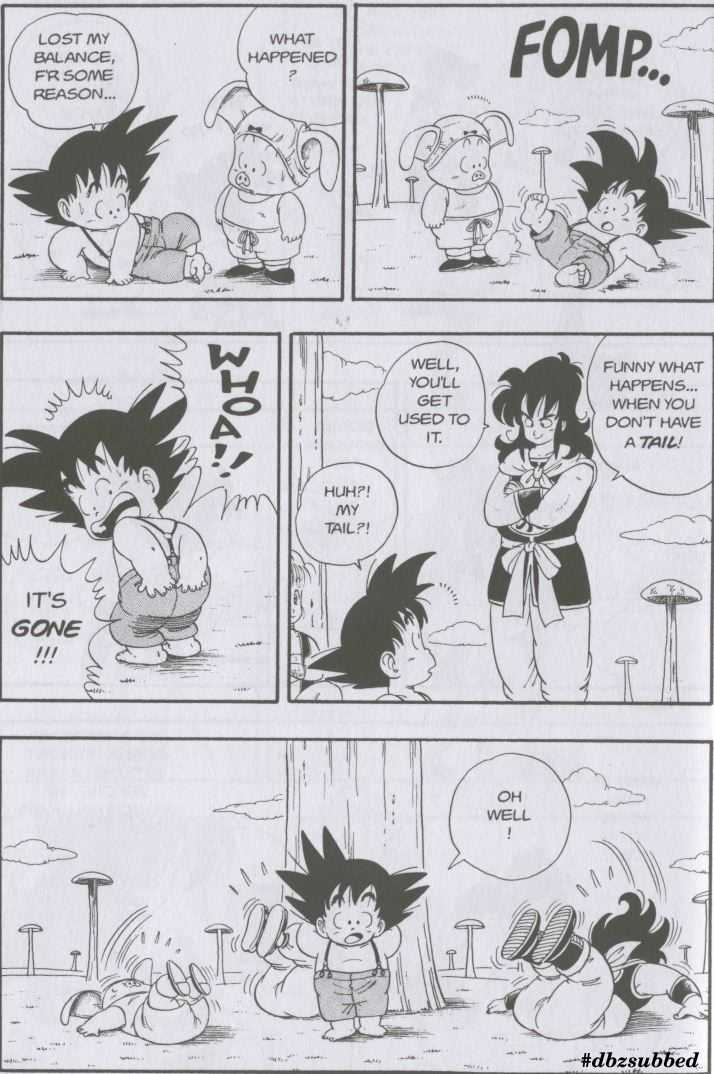 FOMP...
WHAT
HAPPENED
?
LOST MY
BALANCE,
F'R SOME
REASON...
FUNNY WHAT
HAPPENS...
WHEN YOU
DON'T HAVE
A TAIL!
WELL,
YOU'LL
GET
USED TO
IT.
HUH?!
MY
TAIL?!
WHOA!!
IT'S
GONE
!!!
OH
WELL
!
#dbzsubbed